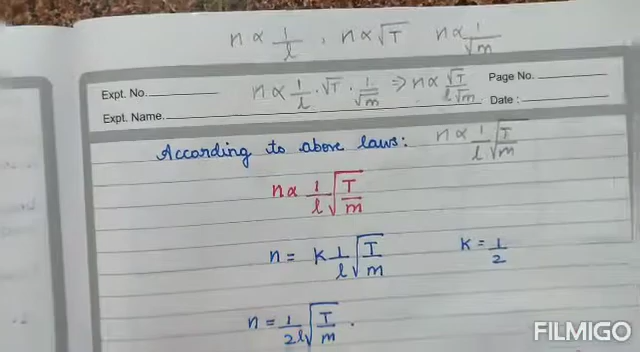 n ∝ 1/l , n ∝ √T n ∝ 1/√m
Expt. No. n ∝ 1/l · √T · 1/√m ⇒ n ∝ √T/l√m Page No.
Expt. Name. Date :
According to above laws: n ∝ 1/l √T/m
n ∝ 1/l √T/m
n = K 1/l √T/m K = 1/2
n = 1/2l √T/m .
FILMIGO